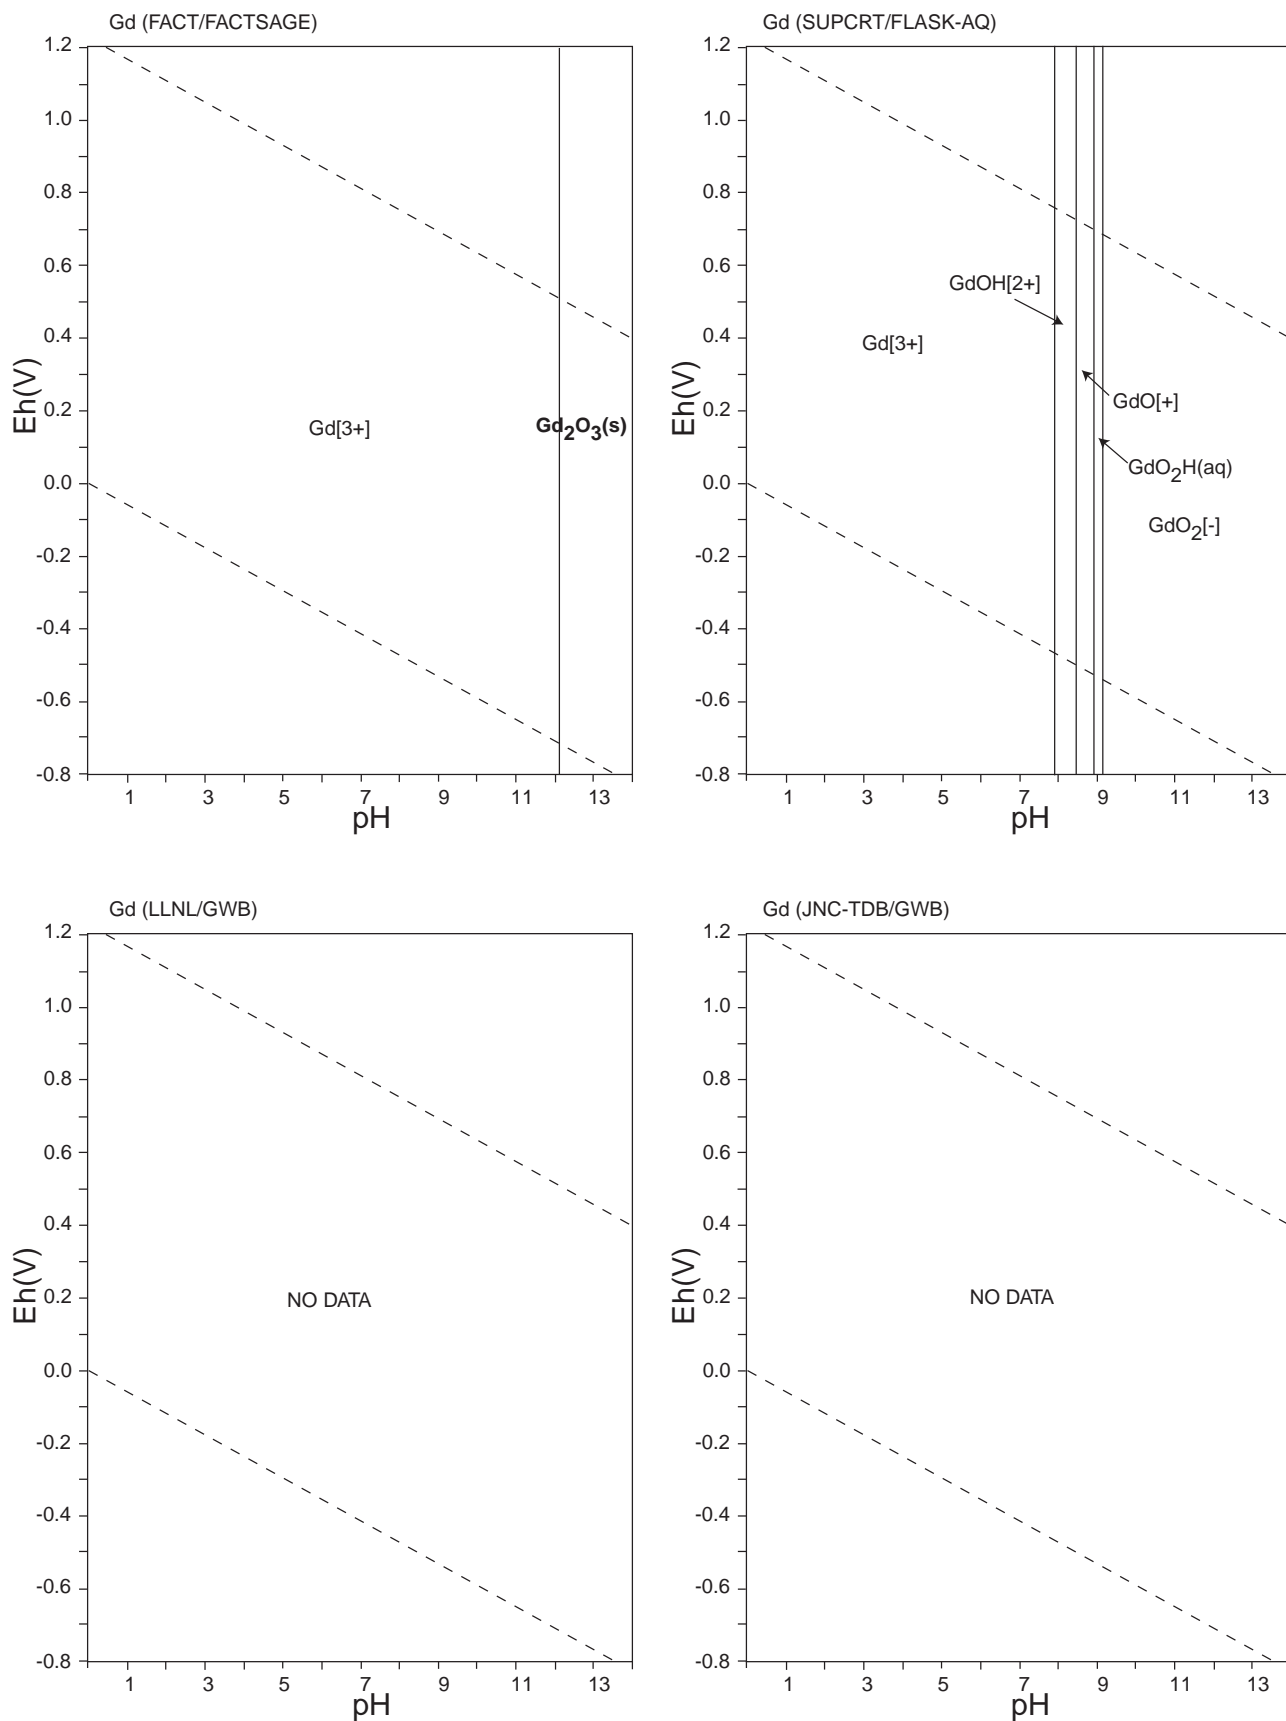 Gd (FACT/FACTSAGE)
1.2
1.0
0.8
0.6
0.4
0.2
0.0
-0.2
-0.4
-0.6
-0.8
Eh(V)
Gd[3+]
Gd2O3(s)
1 3 5 7 9 11 13
pH
Gd (SUPCRT/FLASK-AQ)
1.2
1.0
0.8
0.6
0.4
0.2
0.0
-0.2
-0.4
-0.6
-0.8
Eh(V)
GdOH[2+]
Gd[3+]
GdO[+]
GdO2H(aq)
GdO2[-]
1 3 5 7 9 11 13
pH
Gd (LLNL/GWB)
1.2
1.0
0.8
0.6
0.4
0.2
0.0
-0.2
-0.4
-0.6
-0.8
Eh(V)
NO DATA
1 3 5 7 9 11 13
pH
Gd (JNC-TDB/GWB)
1.2
1.0
0.8
0.6
0.4
0.2
0.0
-0.2
-0.4
-0.6
-0.8
Eh(V)
NO DATA
1 3 5 7 9 11 13
pH